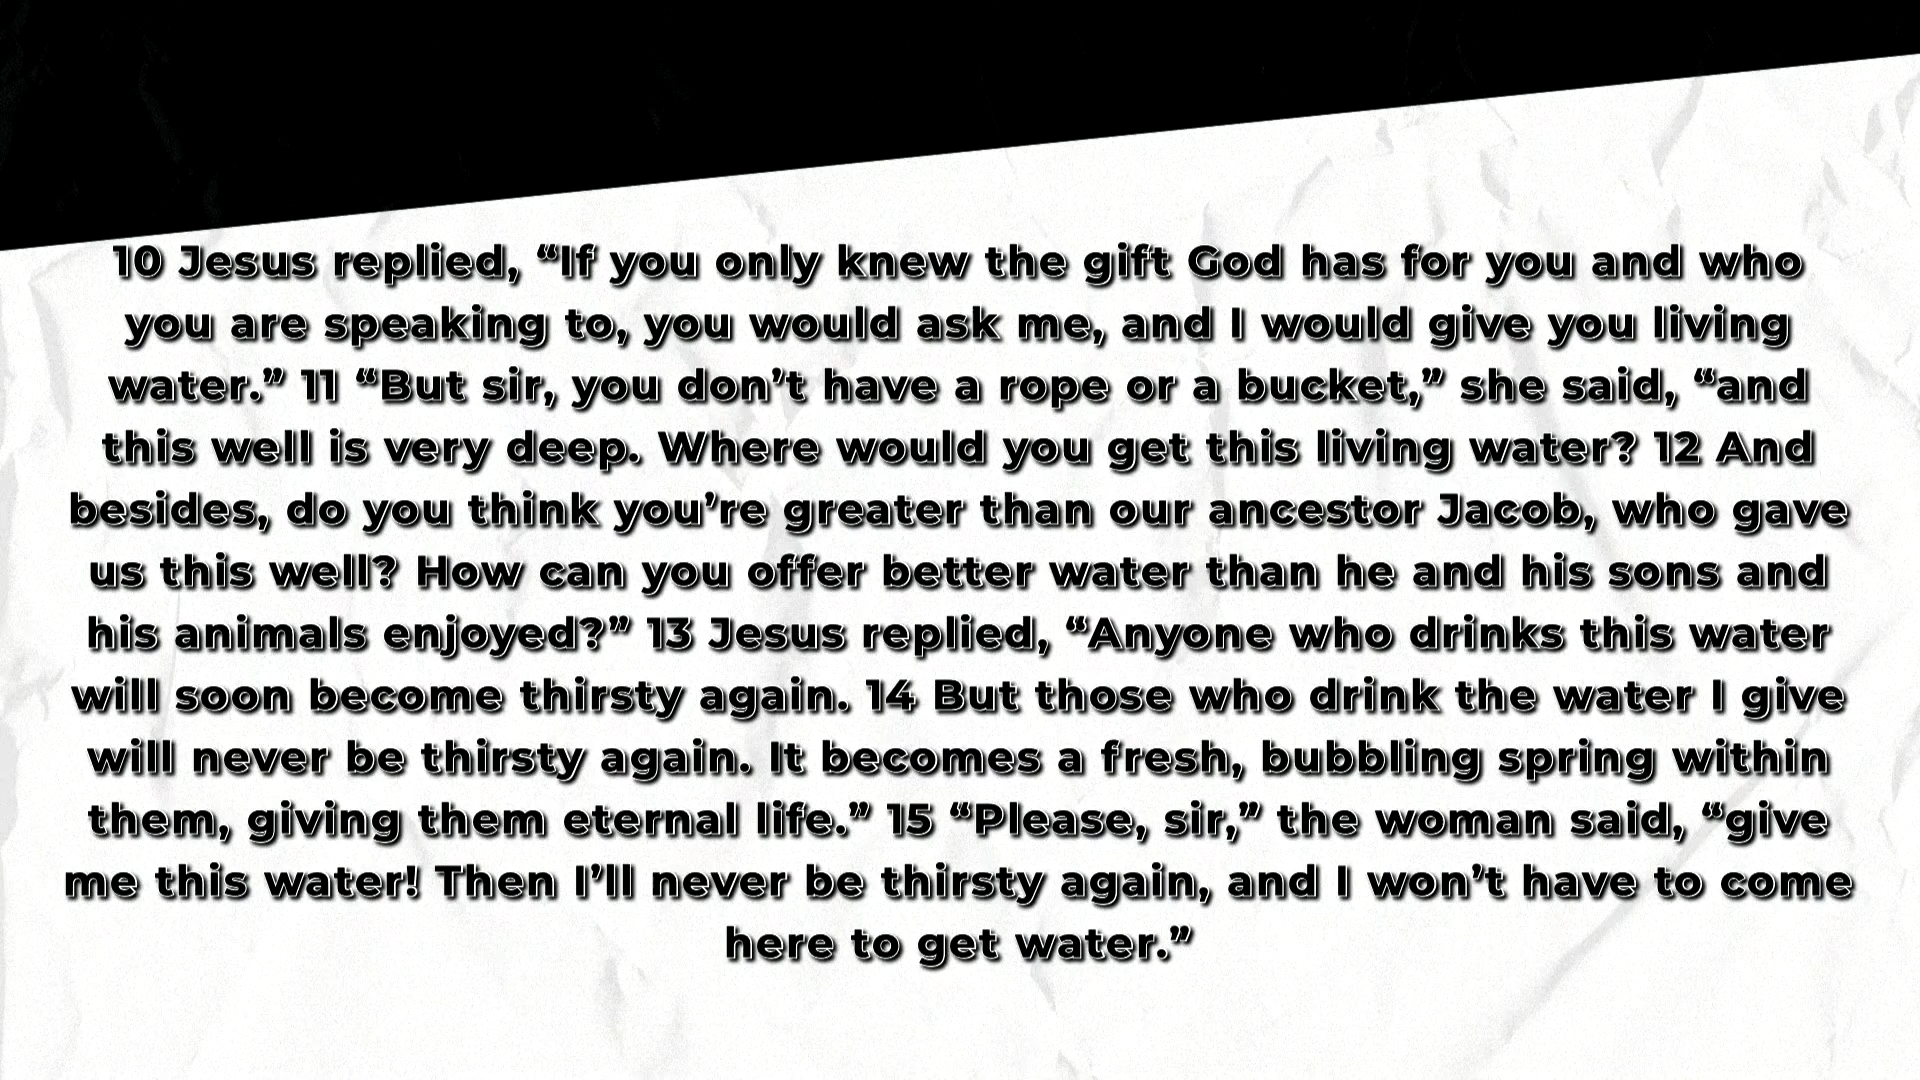 10 Jesus replied, “If you only knew the gift God has for you and who
you are speaking to, you would ask me, and I would give you living
water.” 11 “But sir, you don’t have a rope or a bucket,” she said, “and
this well is very deep. Where would you get this living water? 12 And
besides, do you think you’re greater than our ancestor Jacob, who gave
us this well? How can you offer better water than he and his sons and
his animals enjoyed?” 13 Jesus replied, “Anyone who drinks this water
will soon become thirsty again. 14 But those who drink the water I give
will never be thirsty again. It becomes a fresh, bubbling spring within
them, giving them eternal life.” 15 “Please, sir,” the woman said, “give
me this water! Then I’ll never be thirsty again, and I won’t have to come
here to get water.”